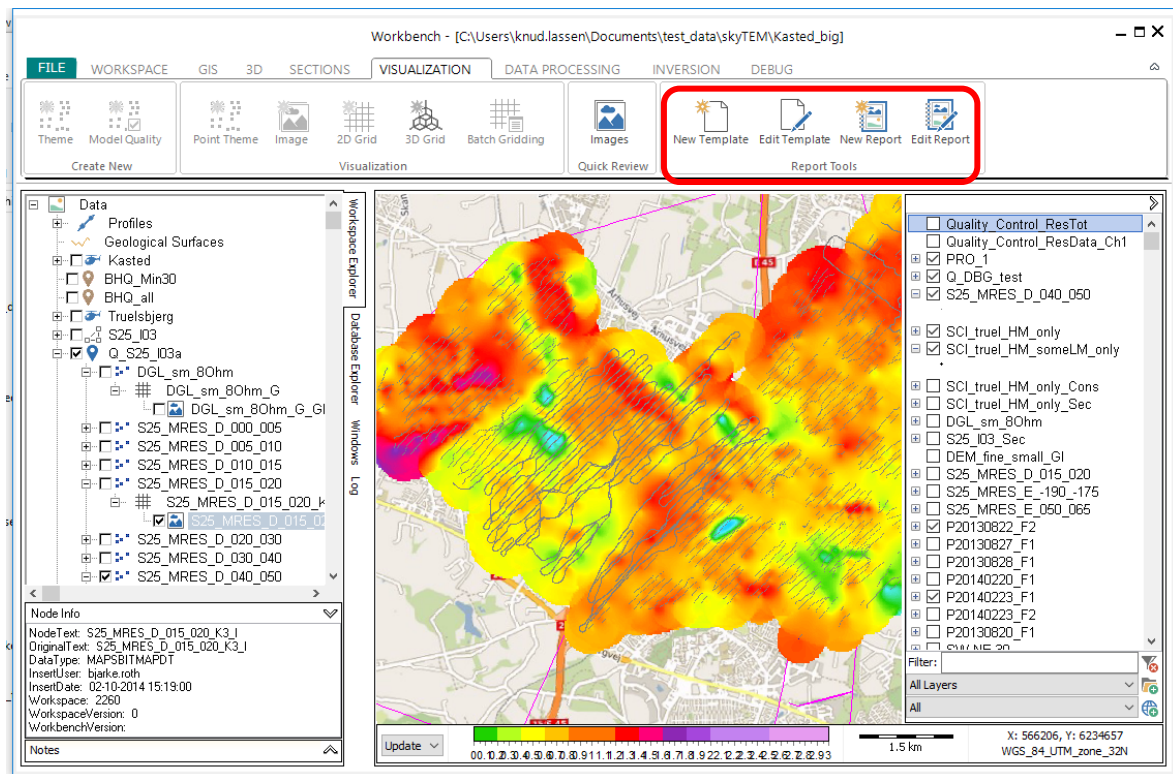 Workbench - [C:\Users\knud.lassen\Documents\test_data\skyTEM\Kasted_big]
FILE WORKSPACE GIS 3D SECTIONS VISUALIZATION DATA PROCESSING INVERSION DEBUG
Theme Model Quality Point Theme Image 2D Grid 3D Grid Batch Gridding Images New Template Edit Template New Report Edit Report
Create New Visualization Quick Review Report Tools
Data
Profiles
Geological Surfaces
Kasted
BHQ_Min30
BHQ_all
Truelsbjerg
S25_I03
Q_S25_I03a
DGL_sm_8Ohm
DGL_sm_8Ohm_G
DGL_sm_8Ohm_G_GI
S25_MRES_D_000_005
S25_MRES_D_005_010
S25_MRES_D_010_015
S25_MRES_D_015_020
S25_MRES_D_015_020_K
S25_MRES_D_015_02
S25_MRES_D_020_030
S25_MRES_D_030_040
S25_MRES_D_040_050
Node Info
NodeText: S25_MRES_D_015_020_K3_I
OriginalText: S25_MRES_D_015_020_K3_I
DataType: MAPSBITMAPDT
InsertUser: bjarke.roth
InsertDate: 02-10-2014 15:19:00
Workspace: 2260
WorkspaceVersion: 0
WorkbenchVersion:
Notes
Workspace Explorer
Database Explorer
Windows
Log
E 45
Århusvej
Århusvej
Update
1.5 km
Quality_Control_ResTot
Quality_Control_ResData_Ch1
PRO_1
Q_DBG_test
S25_MRES_D_040_050
SCI_truel_HM_only
SCI_truel_HM_someLM_only
SCI_truel_HM_only_Cons
SCI_truel_HM_only_Sec
DGL_sm_8Ohm
S25_I03_Sec
DEM_fine_small_GI
S25_MRES_D_015_020
S25_MRES_E_-190_-175
S25_MRES_E_050_065
P20130822_F2
P20130827_F1
P20130828_F1
P20140220_F1
P20140223_F1
P20140223_F2
P20130820_F1
Filter:
All Layers
All
X: 566206, Y: 6234657
WGS_84_UTM_zone_32N